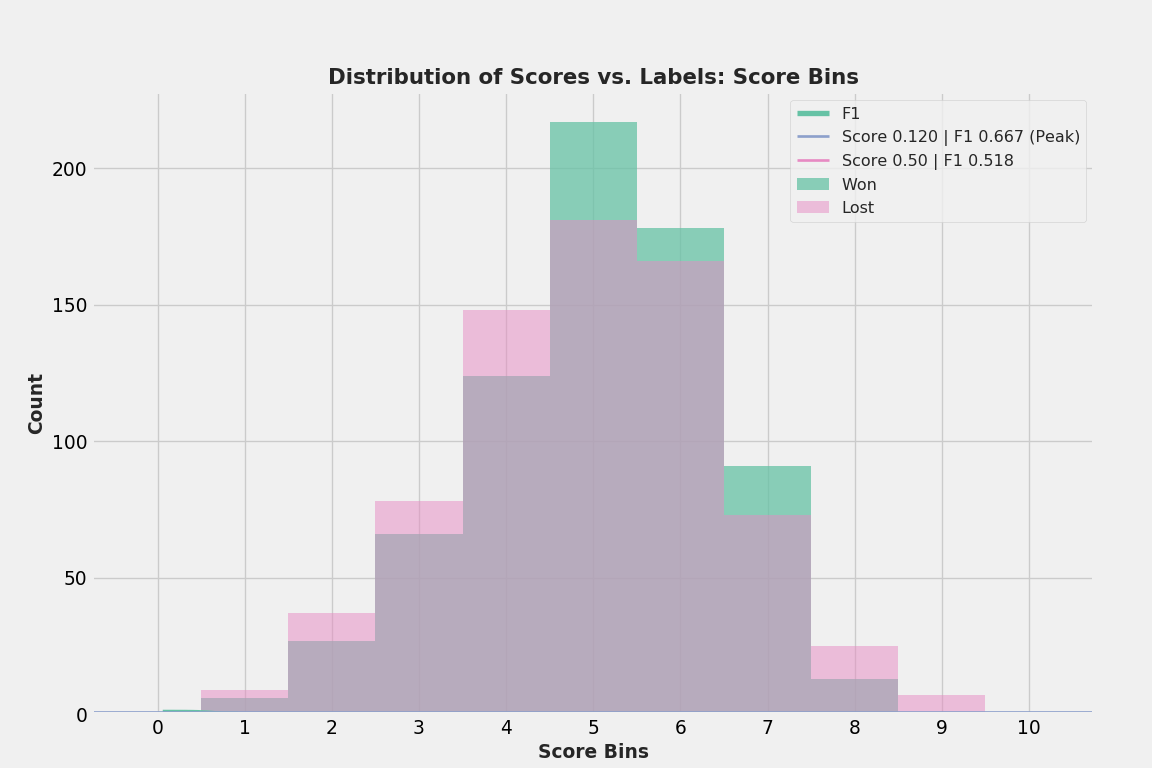 Distribution of Scores vs. Labels: Score Bins
F1
Score 0.120 | F1 0.667 (Peak)
Score 0.50 | F1 0.518
Won
Lost
200
150
100
50
0
Count
0 1 2 3 4 5 6 7 8 9 10
Score Bins